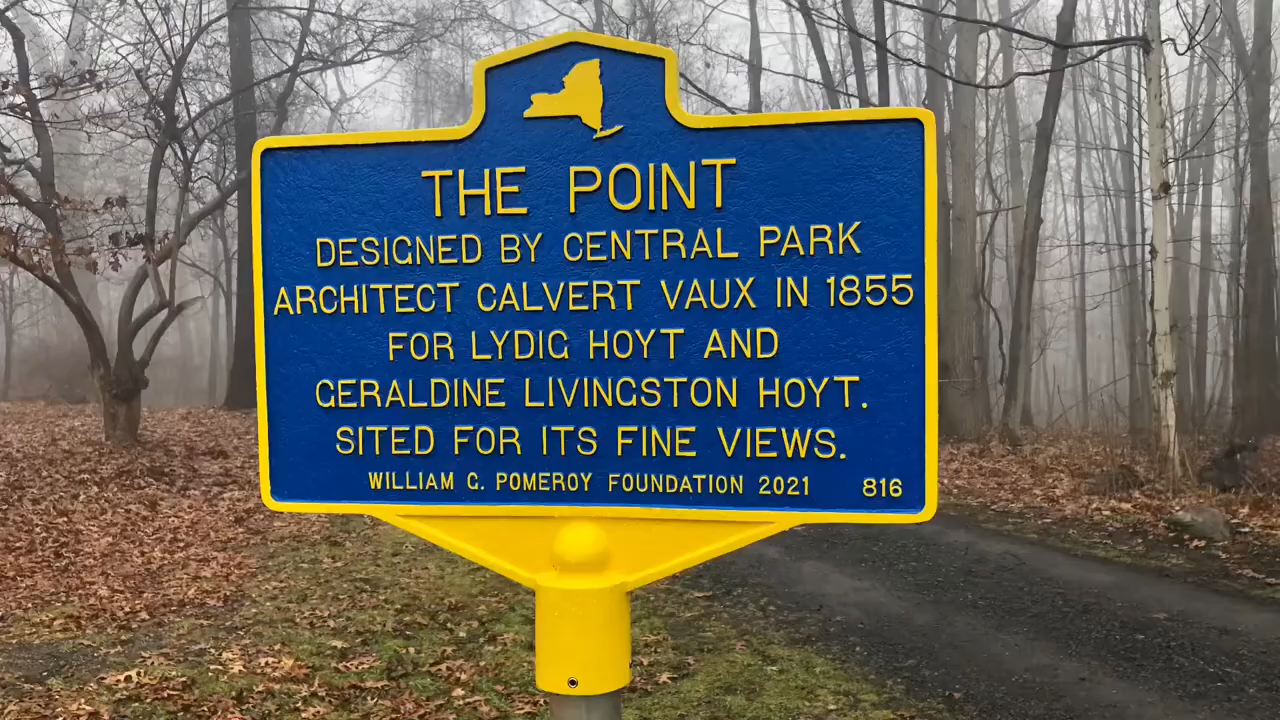 THE POINT
DESIGNED BY CENTRAL PARK
ARCHITECT CALVERT VAUX IN 1855
FOR LYDIG HOYT AND
GERALDINE LIVINGSTON HOYT.
SITED FOR ITS FINE VIEWS.
WILLIAM G. POMEROY FOUNDATION 2021 816